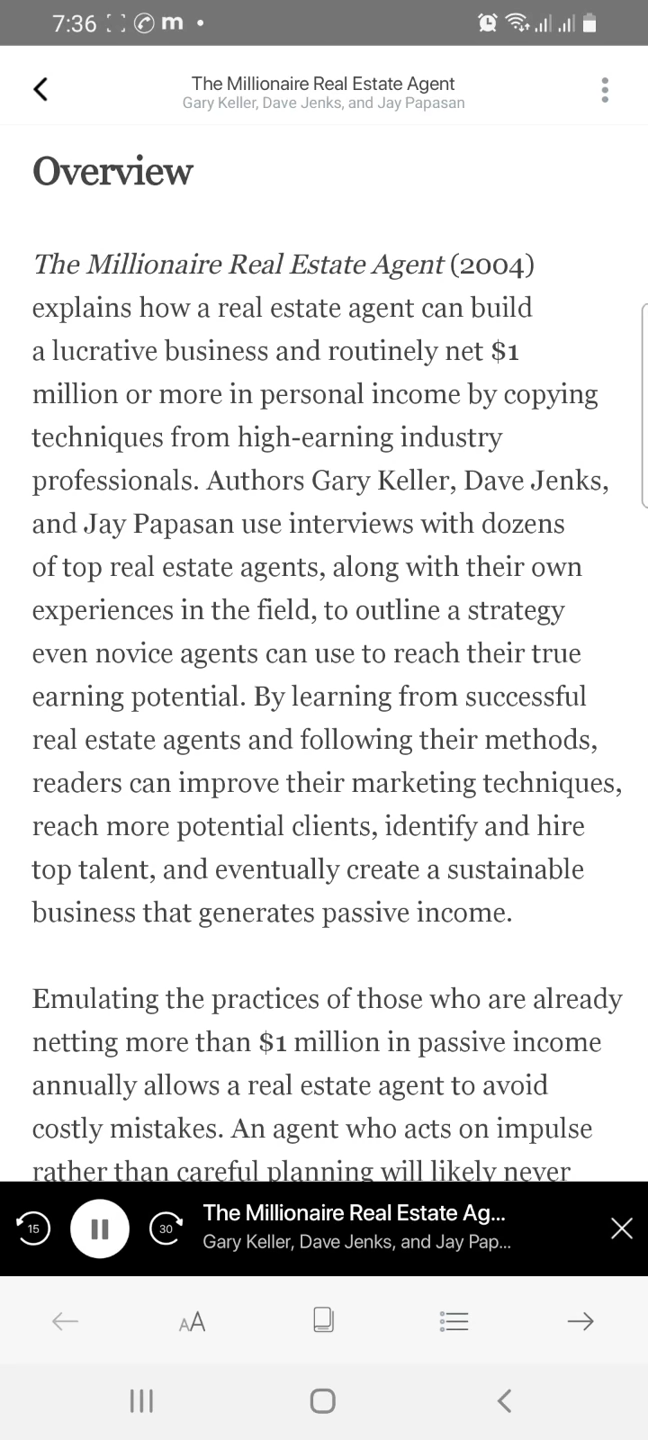 7:36 m
The Millionaire Real Estate Agent
Gary Keller, Dave Jenks, and Jay Papasan
Overview
The Millionaire Real Estate Agent (2004)
explains how a real estate agent can build
a lucrative business and routinely net $1
million or more in personal income by copying
techniques from high-earning industry
professionals. Authors Gary Keller, Dave Jenks,
and Jay Papasan use interviews with dozens
of top real estate agents, along with their own
experiences in the field, to outline a strategy
even novice agents can use to reach their true
earning potential. By learning from successful
real estate agents and following their methods,
readers can improve their marketing techniques,
reach more potential clients, identify and hire
top talent, and eventually create a sustainable
business that generates passive income.
Emulating the practices of those who are already
netting more than $1 million in passive income
annually allows a real estate agent to avoid
costly mistakes. An agent who acts on impulse
rather than careful planning will likely never
15
30
The Millionaire Real Estate Ag...
Gary Keller, Dave Jenks, and Jay Pap...
AA